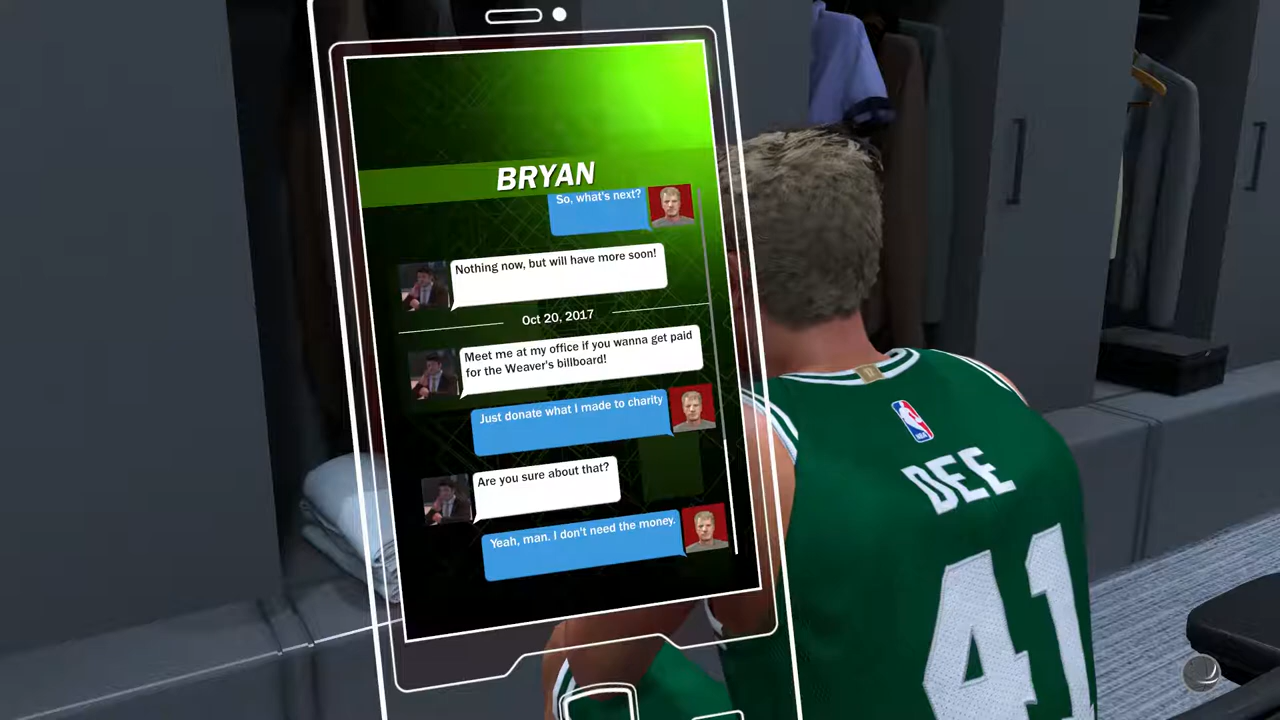 BRYAN
So, what's next?
Nothing now, but will have more soon!
Oct 20, 2017
Meet me at my office if you wanna get paid
for the Weaver's billboard!
Just donate what I made to charity
Are you sure about that?
Yeah, man. I don't need the money.
NBA
DEE
41